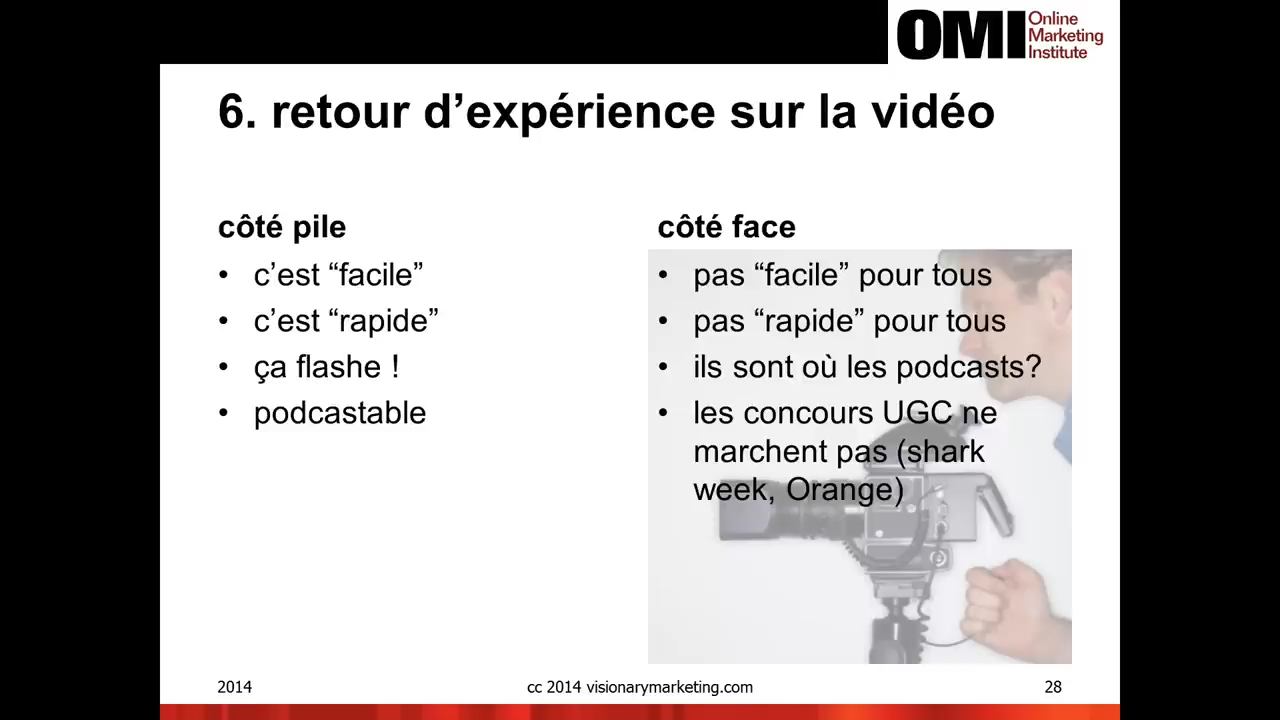 OMI Online
Marketing
Institute
6. retour d’expérience sur la vidéo
côté pile
• c’est “facile”
• c’est “rapide”
• ça flashe !
• podcastable
côté face
• pas “facile” pour tous
• pas “rapide” pour tous
• ils sont où les podcasts?
• les concours UGC ne
marchent pas (shark
week, Orange)
2014
cc 2014 visionarymarketing.com
28